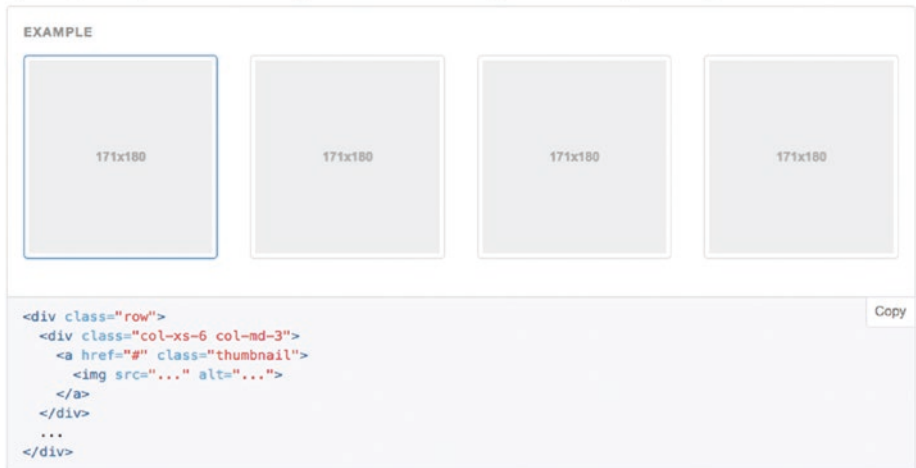 EXAMPLE
171x180 171x180 171x180 171x180
Copy
<div class="row">
  <div class="col-xs-6 col-md-3">
    <a href="#" class="thumbnail">
      <img src="..." alt="...">
    </a>
  </div>
  ...
</div>